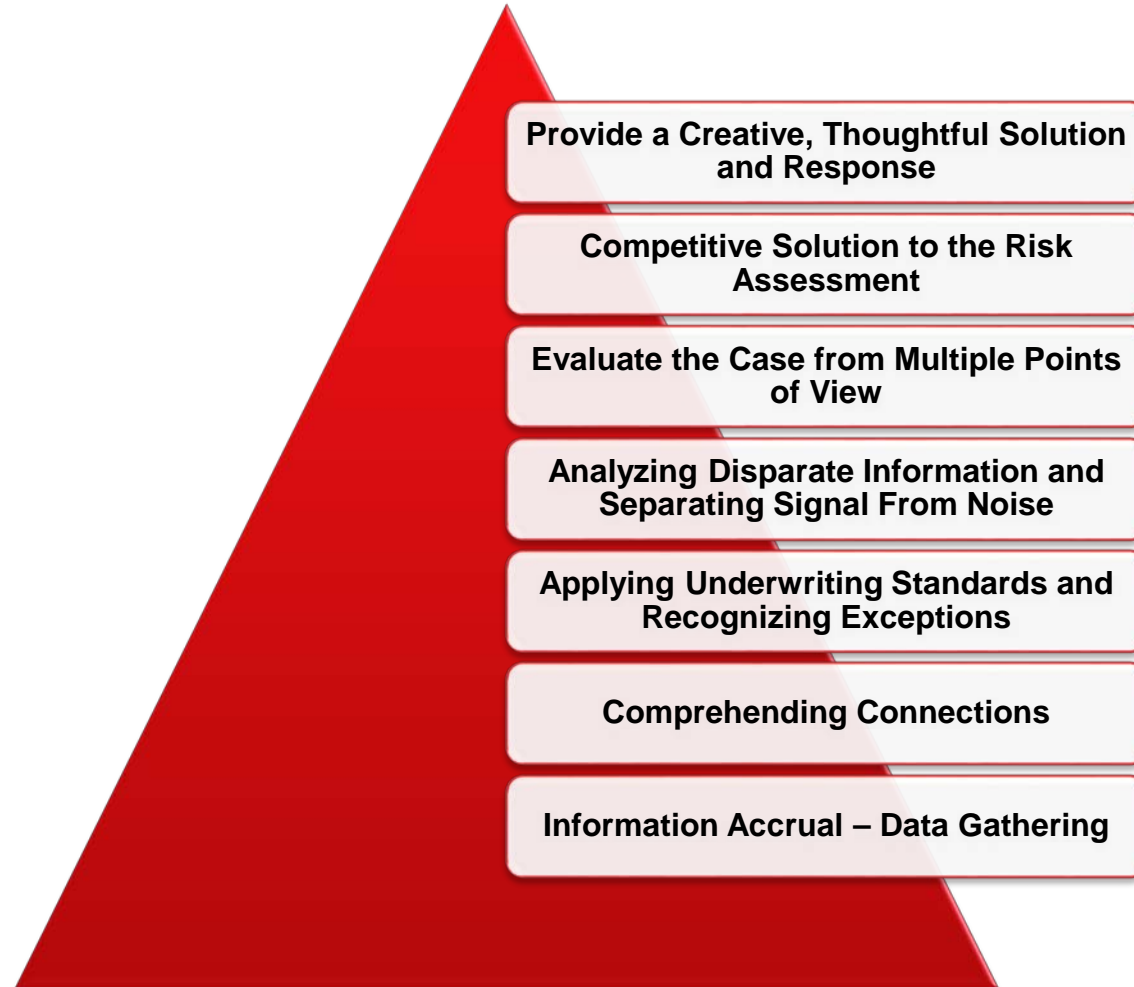 Provide a Creative, Thoughtful Solution
and Response
Competitive Solution to the Risk
Assessment
Evaluate the Case from Multiple Points
of View
Analyzing Disparate Information and
Separating Signal From Noise
Applying Underwriting Standards and
Recognizing Exceptions
Comprehending Connections
Information Accrual – Data Gathering